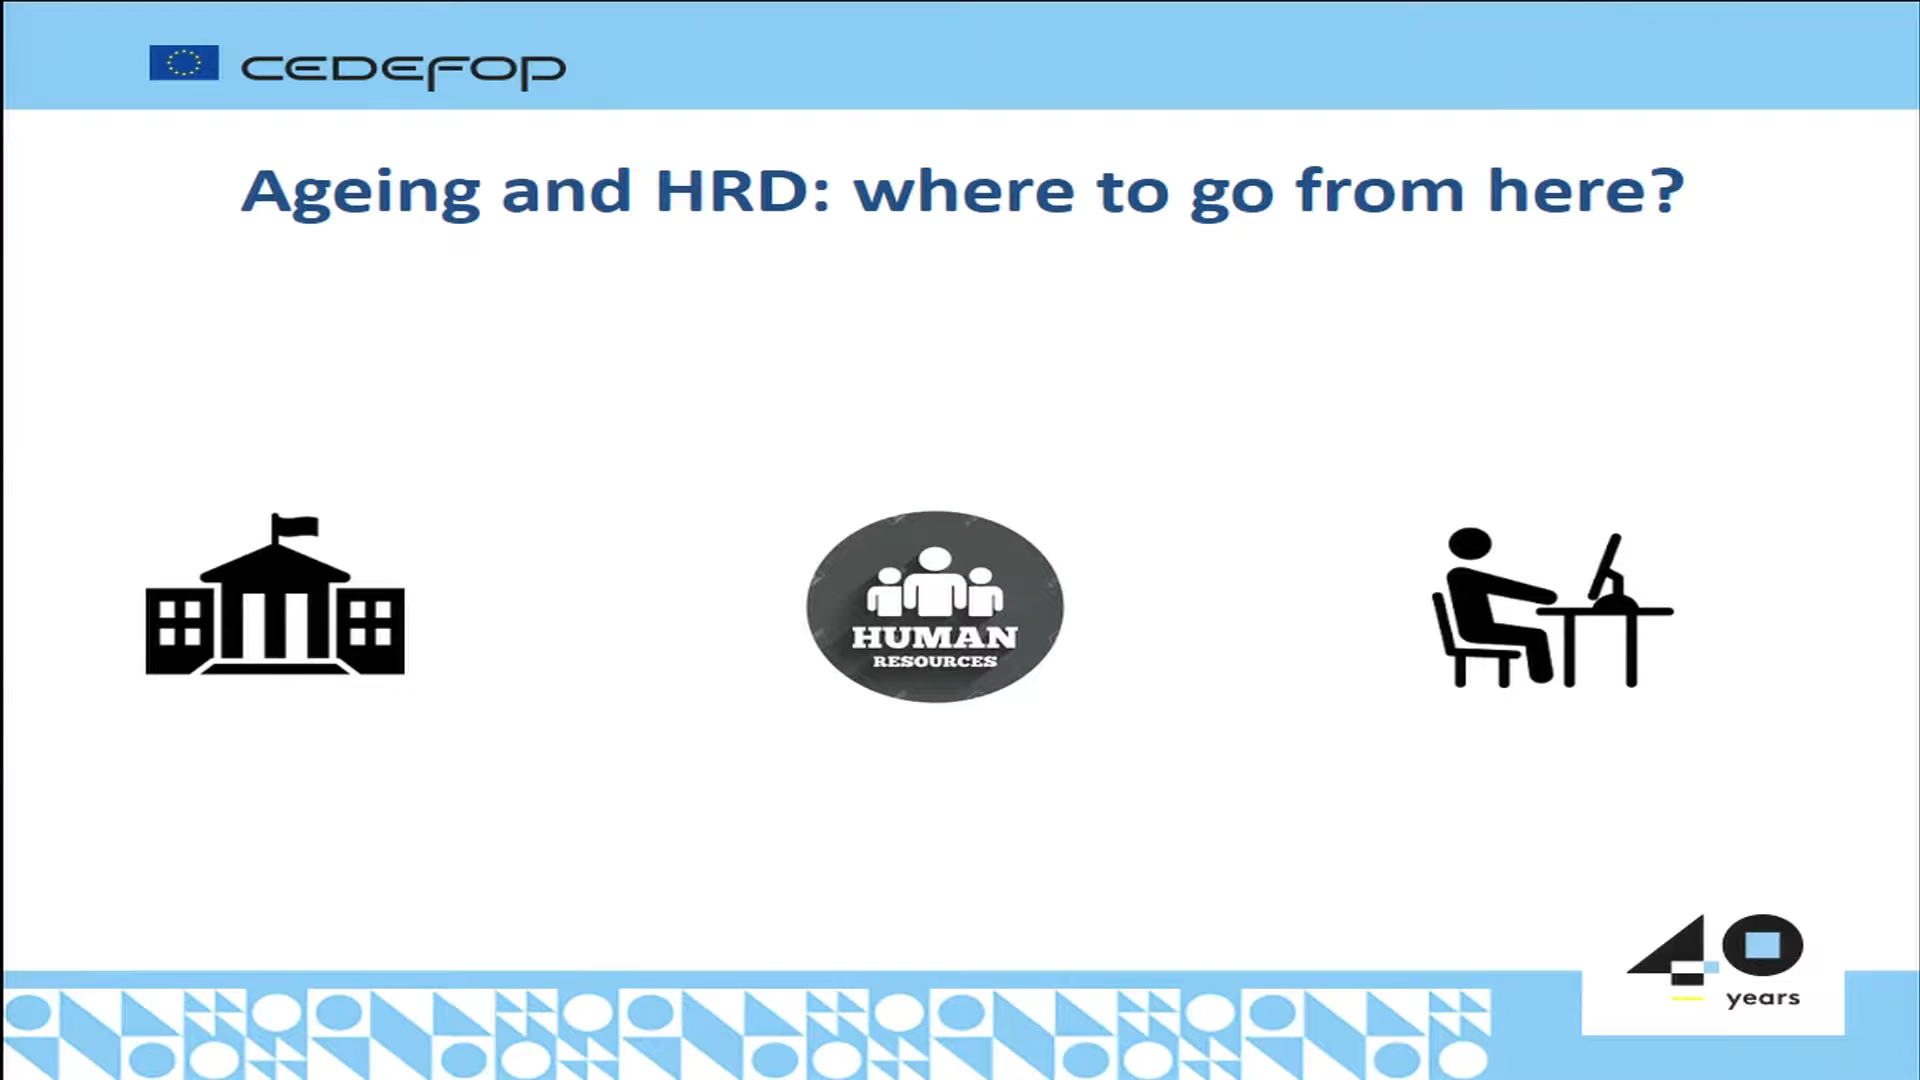 CEDEFOP
Ageing and HRD: where to go from here?
HUMAN
RESOURCES
40
years